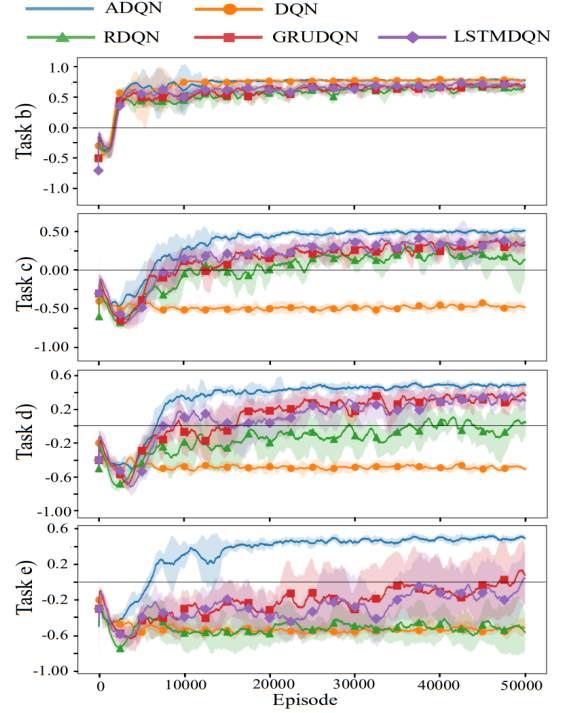 ADQN DQN
RDQN GRUDQN LSTMDQN
Task b)
1.0
0.5
0.0
-0.5
-1.0
Task c)
0.50
0.00
-0.50
-1.00
Task d)
0.6
0.2
-0.2
-0.6
-1.00
Task e)
0.6
0.2
-0.2
-0.6
-1.00
0 10000 20000 30000 40000 50000
Episode